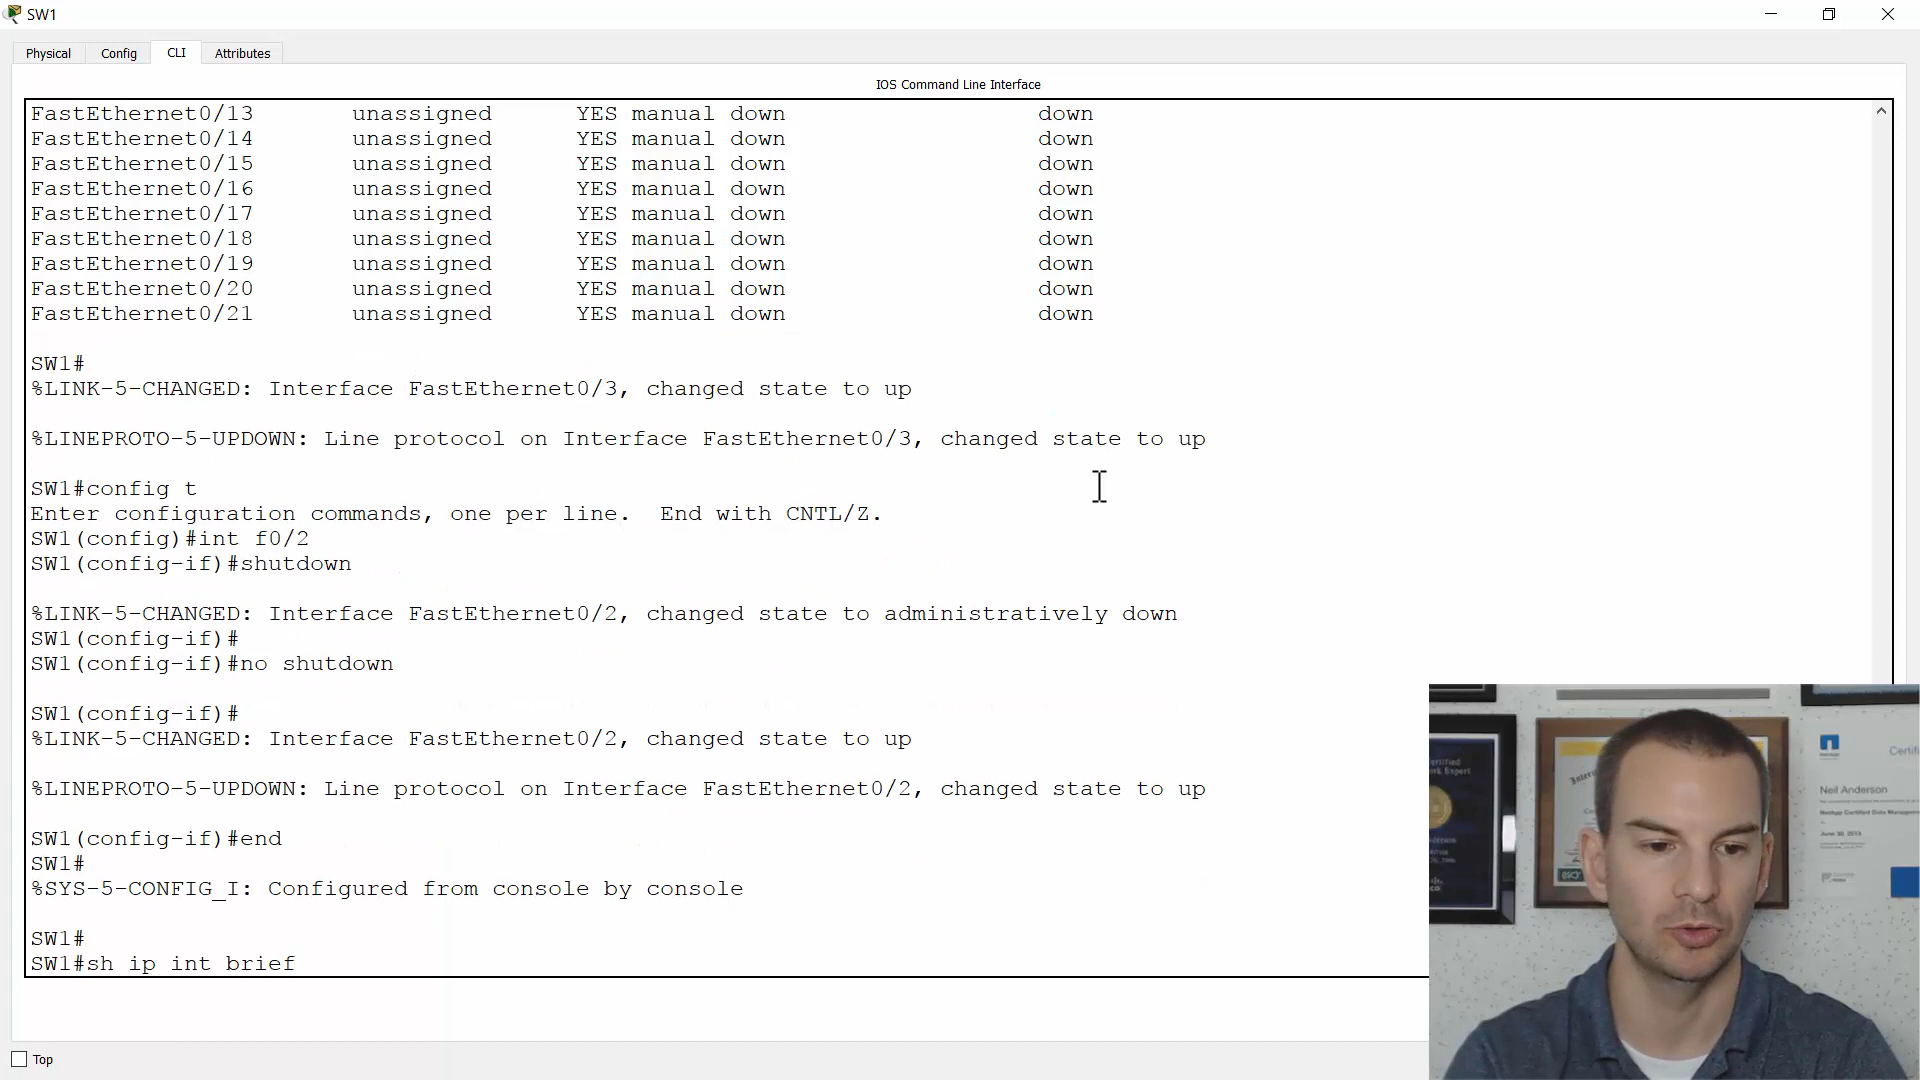 SW1
Physical Config CLI Attributes
IOS Command Line Interface
FastEthernet0/13 unassigned YES manual down down
FastEthernet0/14 unassigned YES manual down down
FastEthernet0/15 unassigned YES manual down down
FastEthernet0/16 unassigned YES manual down down
FastEthernet0/17 unassigned YES manual down down
FastEthernet0/18 unassigned YES manual down down
FastEthernet0/19 unassigned YES manual down down
FastEthernet0/20 unassigned YES manual down down
FastEthernet0/21 unassigned YES manual down down
SW1#
%LINK-5-CHANGED: Interface FastEthernet0/3, changed state to up
%LINEPROTO-5-UPDOWN: Line protocol on Interface FastEthernet0/3, changed state to up
SW1#config t
Enter configuration commands, one per line. End with CNTL/Z.
SW1(config)#int f0/2
SW1(config-if)#shutdown
%LINK-5-CHANGED: Interface FastEthernet0/2, changed state to administratively down
SW1(config-if)#
SW1(config-if)#no shutdown
SW1(config-if)#
%LINK-5-CHANGED: Interface FastEthernet0/2, changed state to up
%LINEPROTO-5-UPDOWN: Line protocol on Interface FastEthernet0/2, changed state to up
SW1(config-if)#end
SW1#
%SYS-5-CONFIG_I: Configured from console by console
SW1#
SW1#sh ip int brief
Top
Neil Anderson